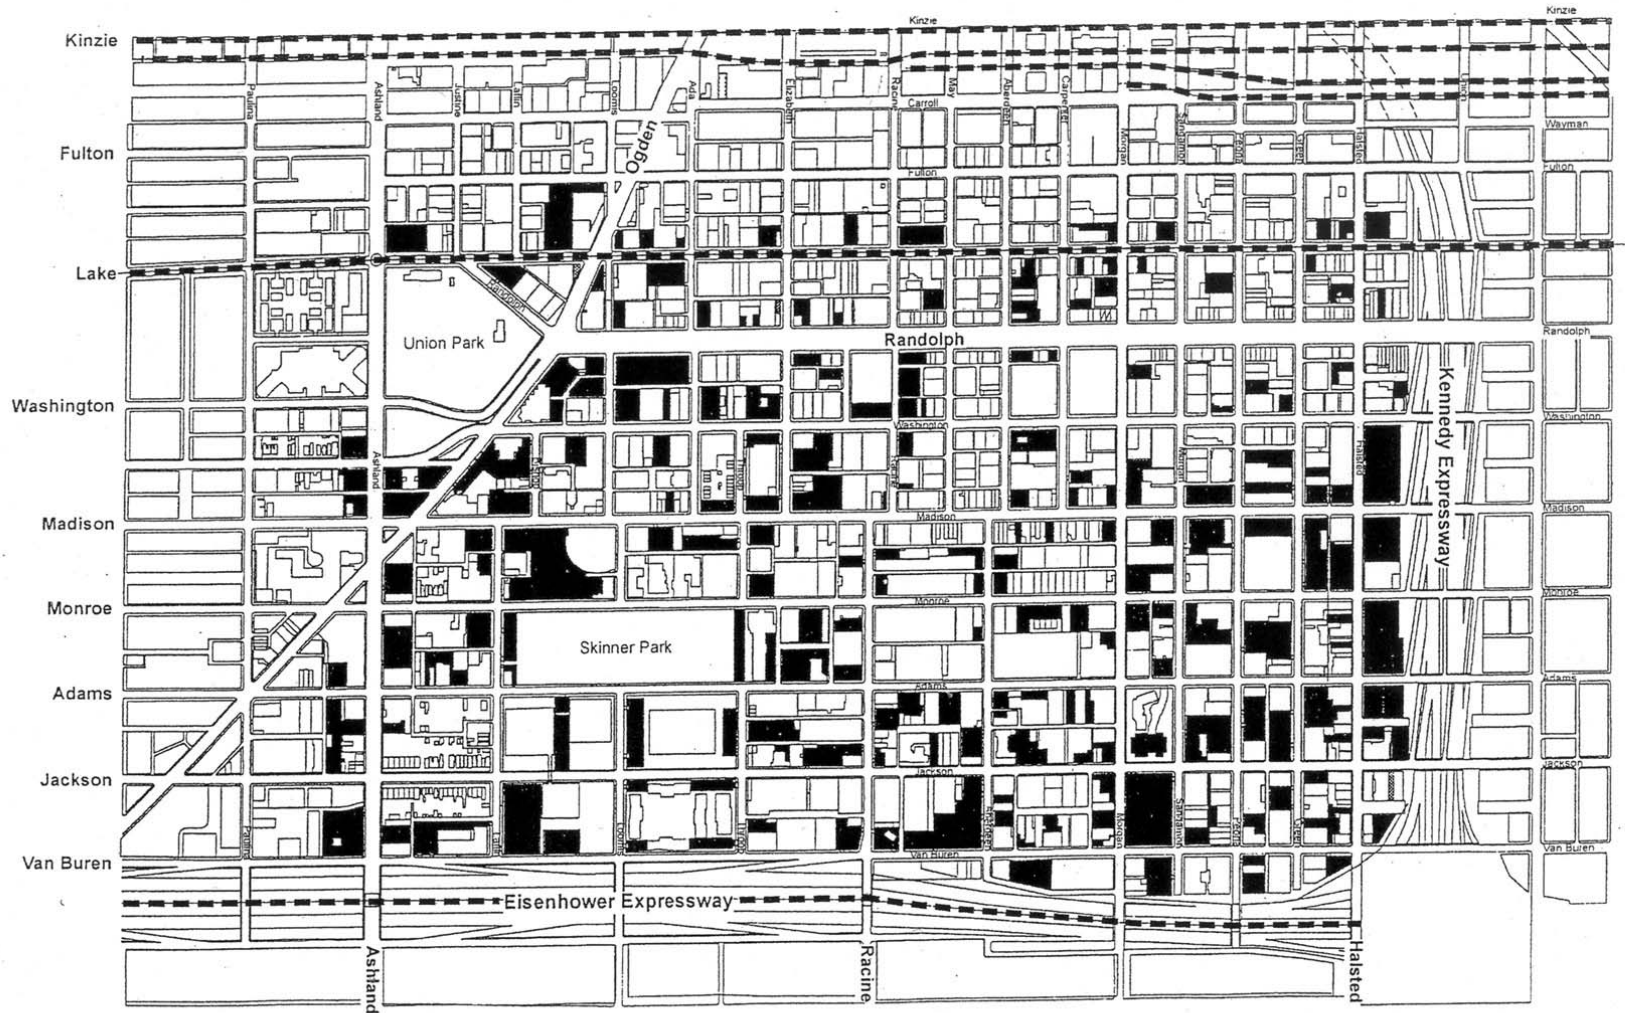 Kinzie
Kinzie
Kinzie
Paulina
Ashland
Justine
Laflin
Loomis
Ada
Elizabeth
Racine
May
Aberdeen
Carpenter
Union
Carroll
Ogden
Wayman
Morgan
Sangamon
Peoria
Green
Halsted
Fulton
Fulton
Fulton
Lake
Randolph
Union Park
Randolph
Randolph
Kennedy Expressway
Washington
Washington
Washington
Ashland
Racine
Morgan
Halsted
Madison
Madison
Madison
Monroe
Monroe
Monroe
Skinner Park
Adams
Adams
Adams
Jackson
Jackson
Jackson
Paulina
Laflin
Loomis
Throop
Aberdeen
Morgan
Sangamon
Peoria
Green
Van Buren
Van Buren
Van Buren
Eisenhower Expressway
Ashland
Racine
Halsted